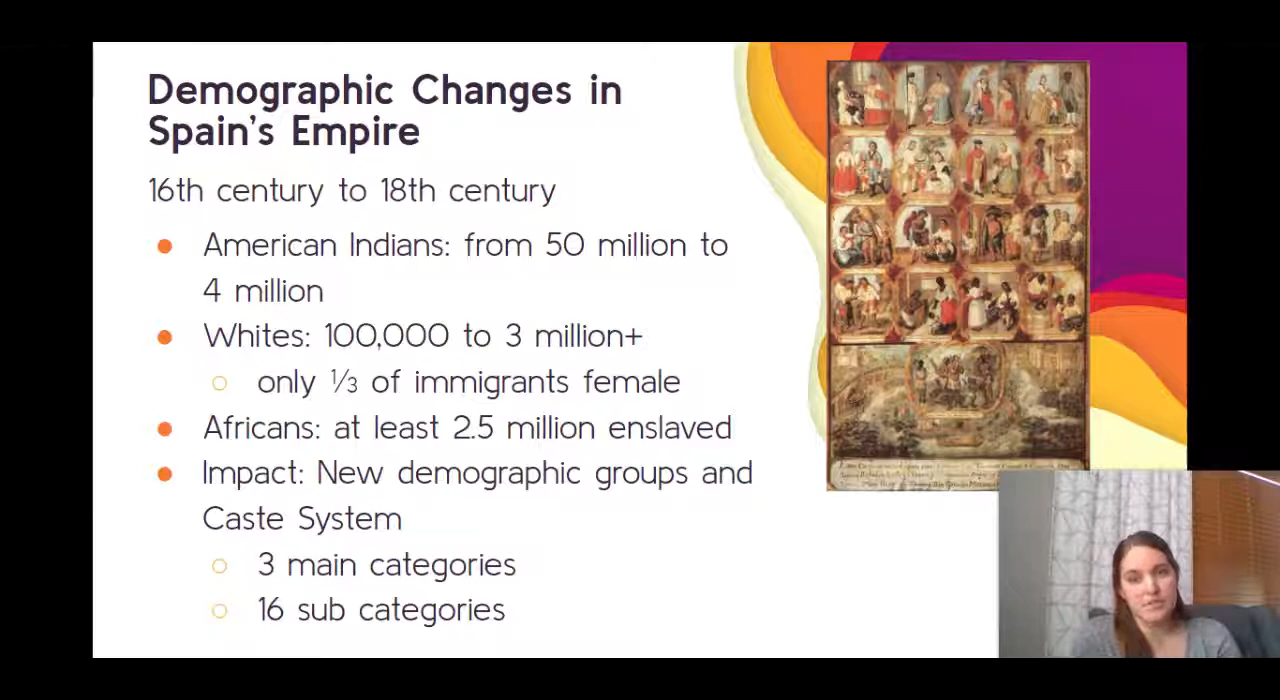 Demographic Changes in
Spain's Empire
16th century to 18th century
American Indians: from 50 million to
4 million
Whites: 100,000 to 3 million+
only ⅓ of immigrants female
Africans: at least 2.5 million enslaved
Impact: New demographic groups and
Caste System
3 main categories
16 sub categories